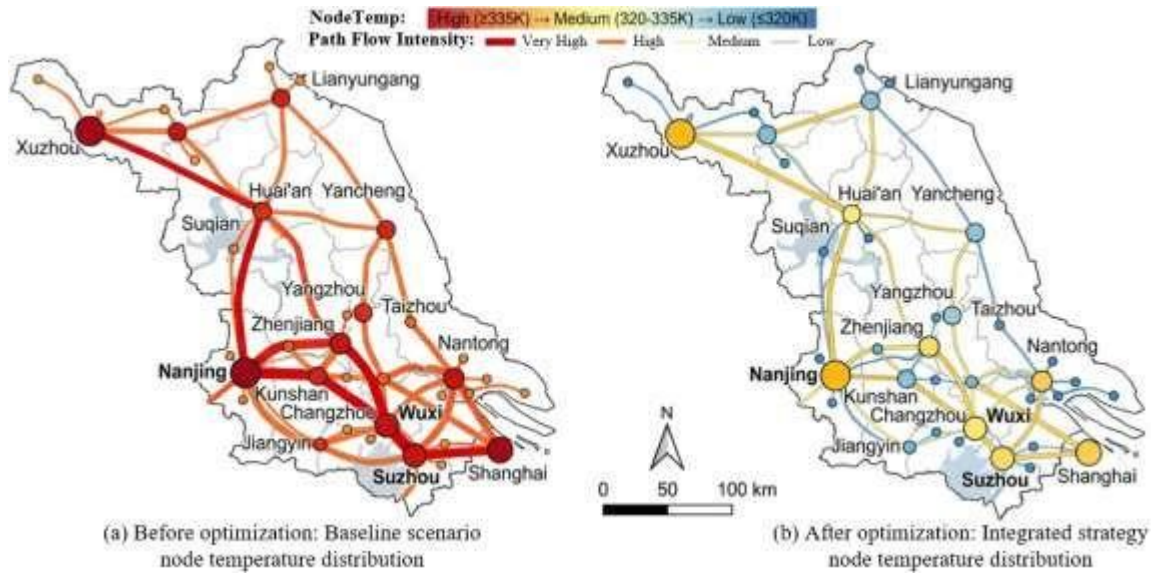 NodeTemp: High (≥335K) → Medium (320-335K) → Low (≤320K)
Path Flow Intensity: Very High High Medium Low
Lianyungang
Xuzhou
Huai'an
Yancheng
Suqian
Yangzhou
Taizhou
Zhenjiang
Nantong
Nanjing
Kunshan
Changzhou
Wuxi
Jiangyin
Suzhou
Shanghai
(a) Before optimization: Baseline scenario
node temperature distribution
Lianyungang
Xuzhou
Huai'an
Yancheng
Suqian
Yangzhou
Taizhou
Zhenjiang
Nantong
Nanjing
Kunshan
Changzhou
Wuxi
Jiangyin
Suzhou
Shanghai
N
0 50 100 km
(b) After optimization: Integrated strategy
node temperature distribution